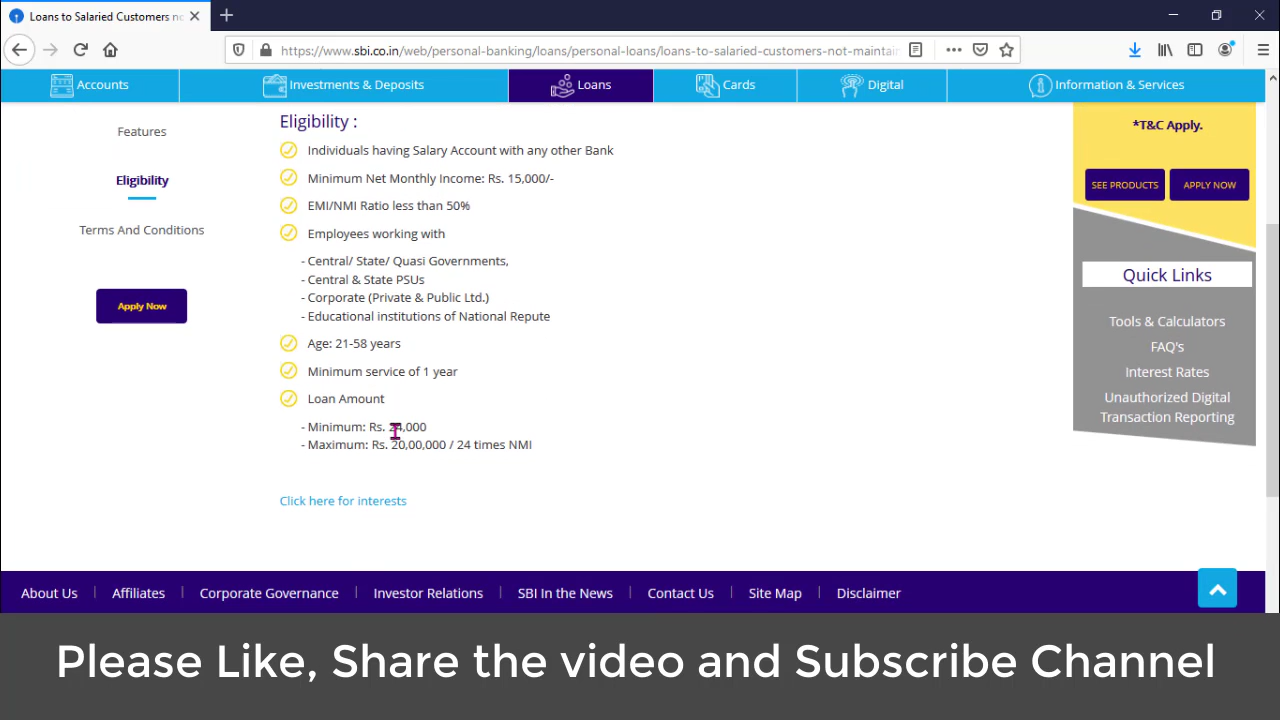 Loans to Salaried Customers no
https://www.sbi.co.in/web/personal-banking/loans/personal-loans/loans-to-salaried-customers-not-maintai
Accounts
Investments & Deposits
Loans
Cards
Digital
Information & Services
Features
Eligibility
Terms And Conditions
Apply Now
Eligibility :
Individuals having Salary Account with any other Bank
Minimum Net Monthly Income: Rs. 15,000/-
EMI/NMI Ratio less than 50%
Employees working with
- Central/ State/ Quasi Governments,
- Central & State PSUs
- Corporate (Private & Public Ltd.)
- Educational institutions of National Repute
Age: 21-58 years
Minimum service of 1 year
Loan Amount
- Minimum: Rs. 24,000
- Maximum: Rs. 20,00,000 / 24 times NMI
Click here for interests
*T&C Apply.
SEE PRODUCTS
APPLY NOW
Quick Links
Tools & Calculators
FAQ's
Interest Rates
Unauthorized Digital
Transaction Reporting
About Us
Affiliates
Corporate Governance
Investor Relations
SBI In the News
Contact Us
Site Map
Disclaimer
Please Like, Share the video and Subscribe Channel